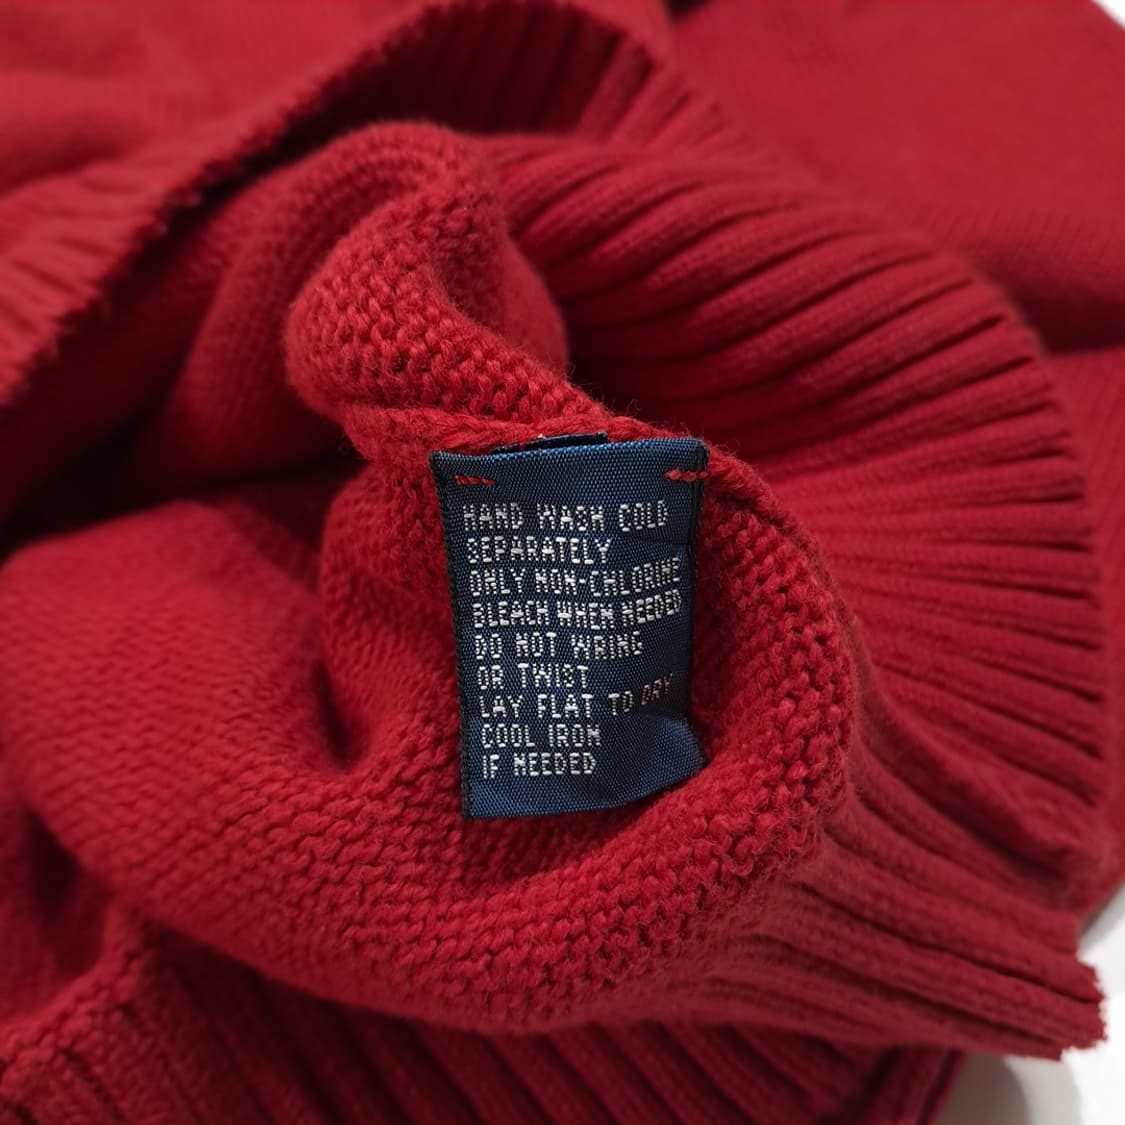 HAND WASH COLD
SEPARATELY
ONLY NON-CHLORINE
BLEACH WHEN NEEDED
DO NOT WRING
OR TWIST
LAY FLAT TO DRY
COOL IRON
IF NEEDED